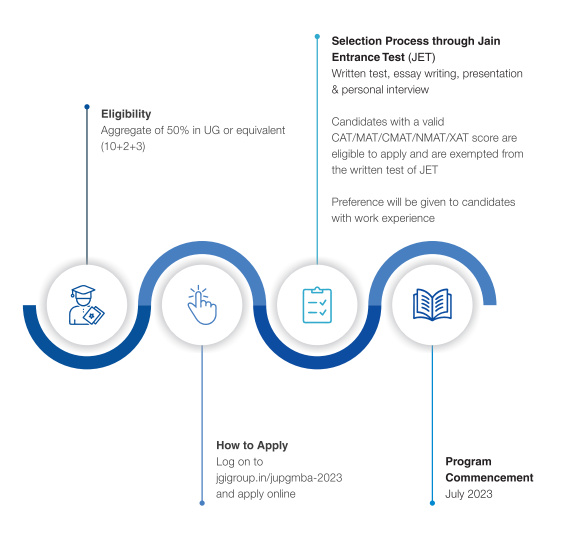 Eligibility
Aggregate of 50% in UG or equivalent
(10+2+3)
How to Apply
Log on to
jgigroup.in/jupgmba-2023
and apply online
Selection Process through Jain
Entrance Test (JET)
Written test, essay writing, presentation
& personal interview
Candidates with a valid
CAT/MAT/CMAT/NMAT/XAT score are
eligible to apply and are exempted from
the written test of JET
Preference will be given to candidates
with work experience
Program
Commencement
July 2023